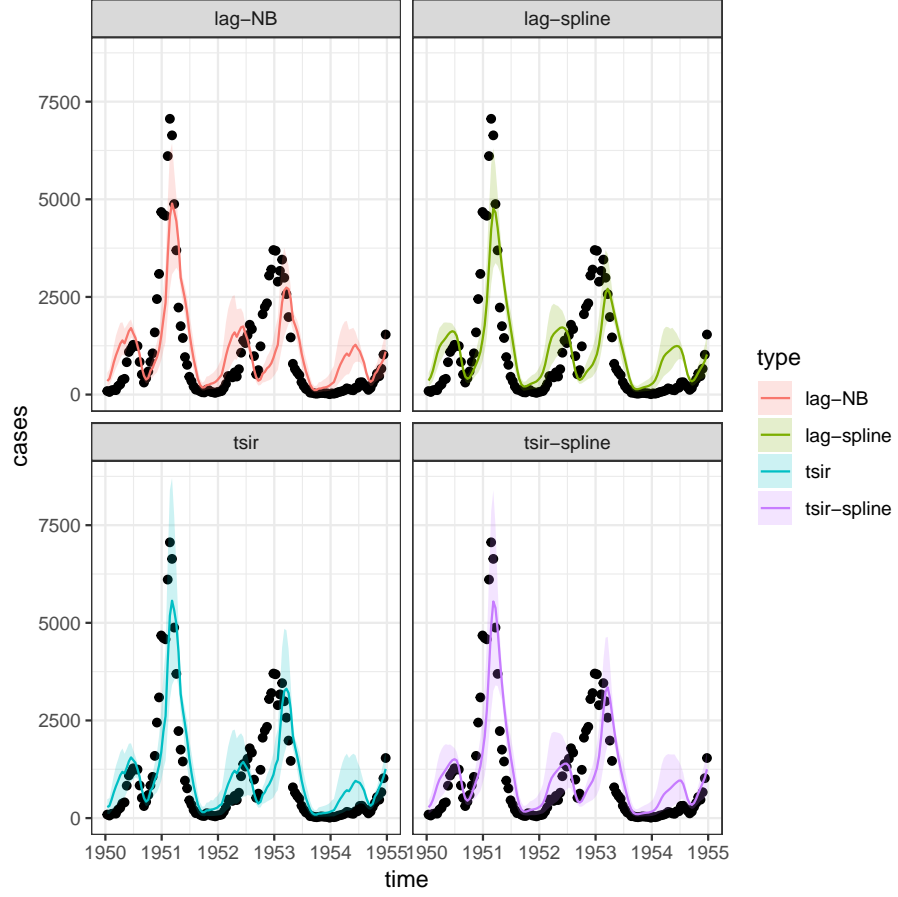 lag−NB
lag−spline
7500
5000
2500
0
tsir
tsir−spline
7500
5000
2500
0
1950 1951 1952 1953 1954 1955
1950 1951 1952 1953 1954 1955
time
cases
type
lag−NB
lag−spline
tsir
tsir−spline